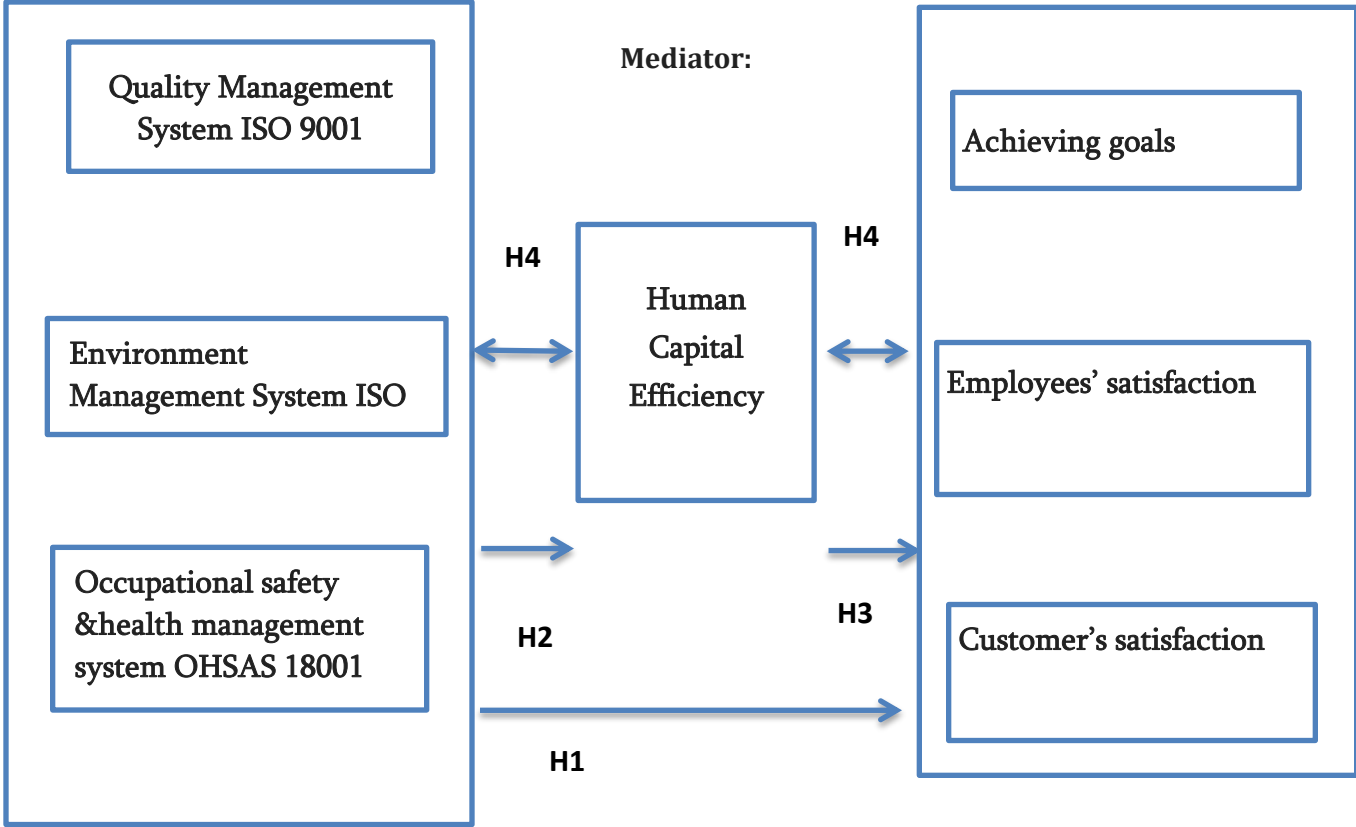 Quality Management
System ISO 9001
Environment
Management System ISO
Occupational safety
&health management
system OHSAS 18001
Mediator:
H4
H4
Human
Capital
Efficiency
H2
H3
H1
Achieving goals
Employees’ satisfaction
Customer’s satisfaction